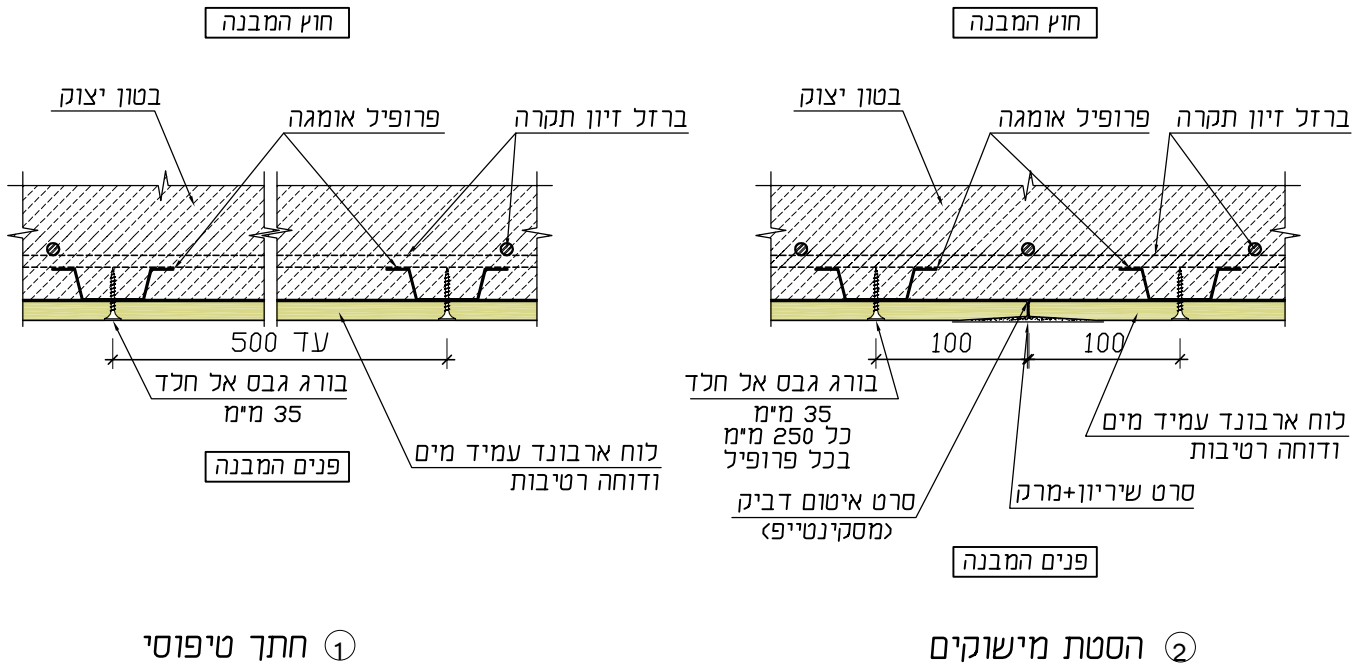 חוץ המבנה
בטון יצוק
פרופיל אומגה
ברזל זיון תקרה
עד 500
בורג גבס אל חלד
35 מ"מ
לוח ארבונד עמיד מים
ודוחה רטיבות
פנים המבנה
① חתך טיפוסי
חוץ המבנה
בטון יצוק
פרופיל אומגה
ברזל זיון תקרה
100
100
בורג גבס אל חלד
35 מ"מ
כל 250 מ"מ
בכל פרופיל
לוח ארבונד עמיד מים
ודוחה רטיבות
סרט שיריון+מרק
סרט איטום דביק
(מסקינטייפ)
פנים המבנה
② הסטת מישוקים